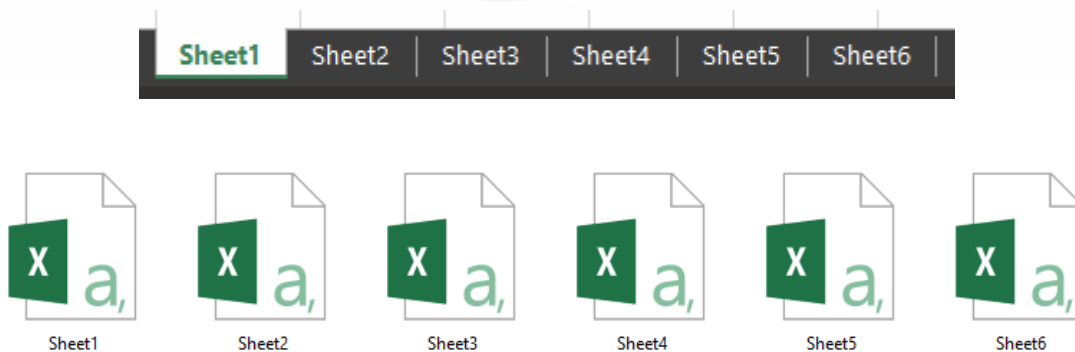 Sheet1 Sheet2 Sheet3 Sheet4 Sheet5 Sheet6
X a, X a, X a, X a, X a, X a,
Sheet1 Sheet2 Sheet3 Sheet4 Sheet5 Sheet6